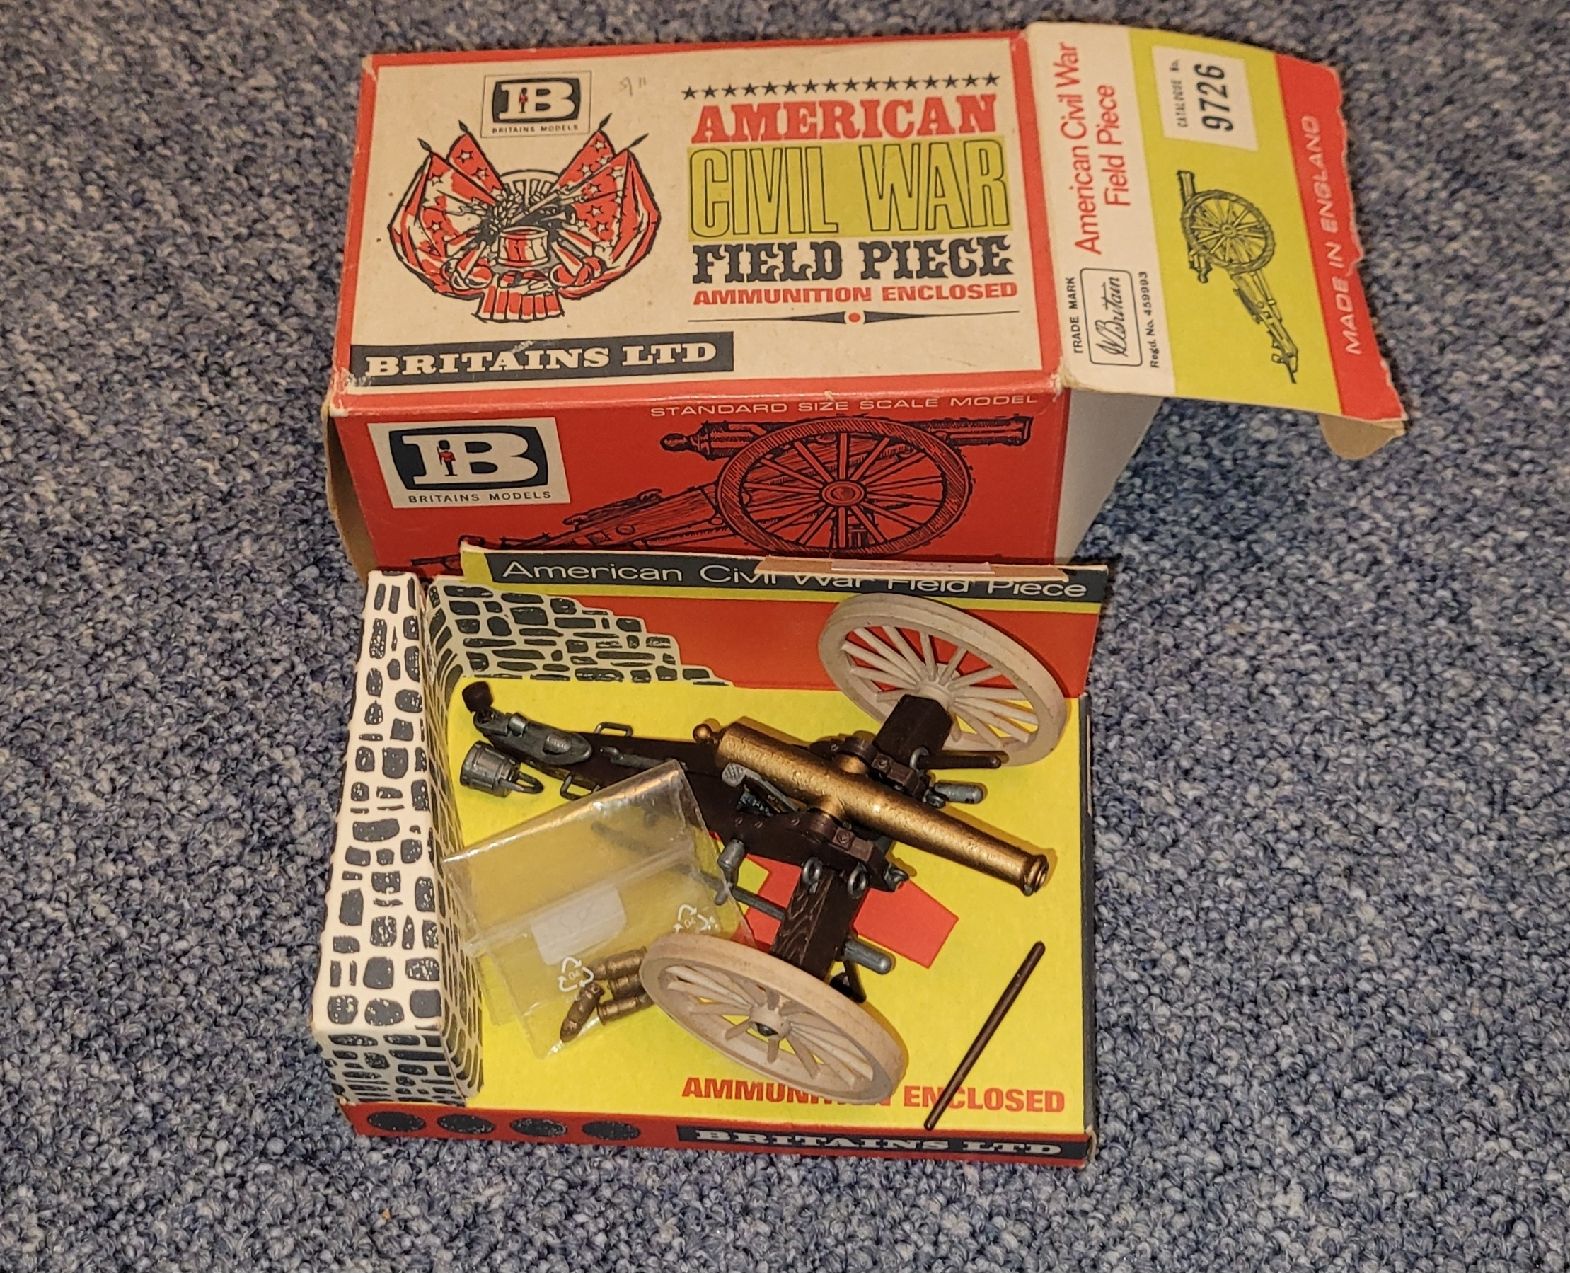 B
BRITAINS MODELS
AMERICAN
CIVIL WAR
FIELD PIECE
AMMUNITION ENCLOSED
BRITAINS LTD
American Civil War
Field Piece
CATALOGUE No.
9726
TRADE MARK
W.Britain
Regd. No. 459993
MADE IN ENGLAND
STANDARD SIZE SCALE MODEL
B
BRITAINS MODELS
American Civil War Field Piece
AMMUNITION ENCLOSED
BRITAINS LTD